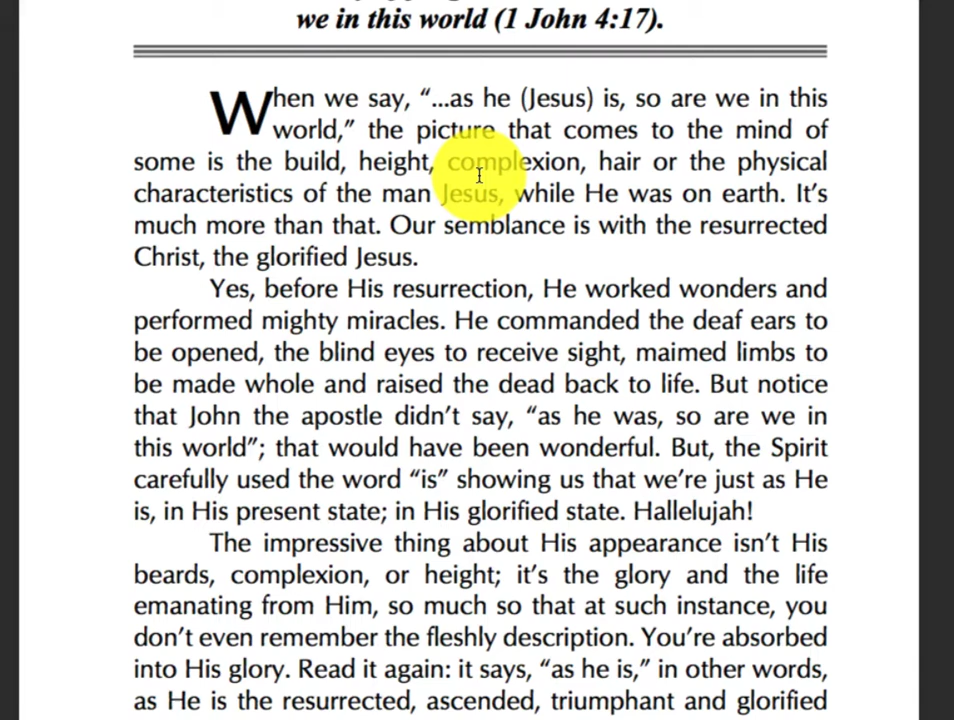 we in this world (1 John 4:17).
When we say, “...as he (Jesus) is, so are we in this
world,” the picture that comes to the mind of
some is the build, height, complexion, hair or the physical
characteristics of the man Jesus, while He was on earth. It’s
much more than that. Our semblance is with the resurrected
Christ, the glorified Jesus.
Yes, before His resurrection, He worked wonders and
performed mighty miracles. He commanded the deaf ears to
be opened, the blind eyes to receive sight, maimed limbs to
be made whole and raised the dead back to life. But notice
that John the apostle didn’t say, “as he was, so are we in
this world”; that would have been wonderful. But, the Spirit
carefully used the word “is” showing us that we’re just as He
is, in His present state; in His glorified state. Hallelujah!
The impressive thing about His appearance isn’t His
beards, complexion, or height; it’s the glory and the life
emanating from Him, so much so that at such instance, you
don’t even remember the fleshly description. You’re absorbed
into His glory. Read it again: it says, “as he is,” in other words,
as He is the resurrected, ascended, triumphant and glorified